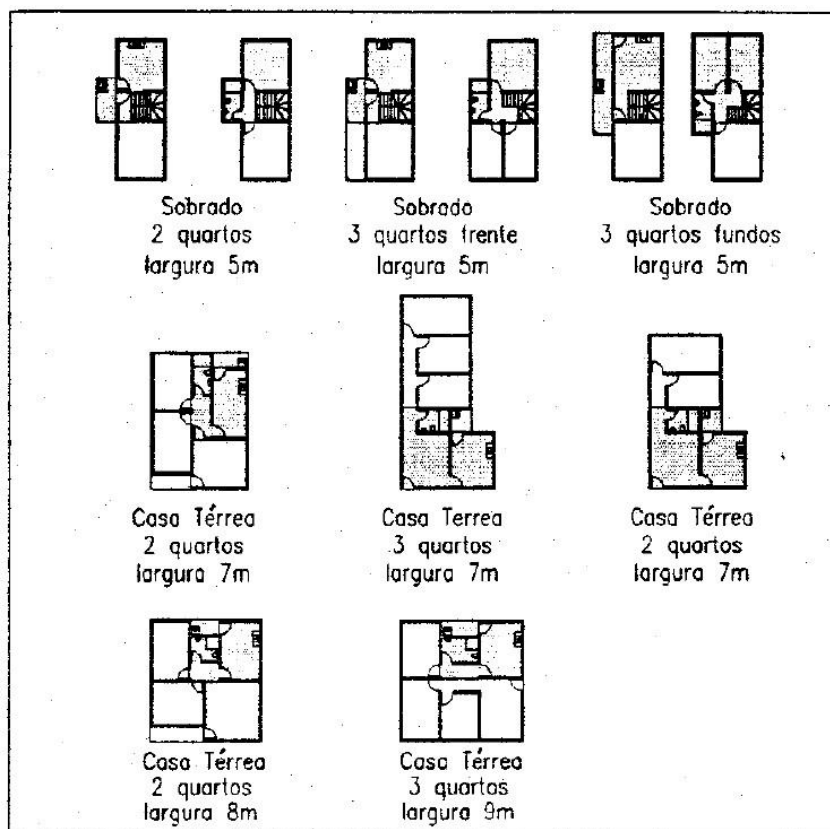 Sobrado
2 quartos
largura 5m
Sobrado
3 quartos frente
largura 5m
Sobrado
3 quartos fundos
largura 5m
Casa Térrea
2 quartos
largura 7m
Casa Terrea
3 quartos
largura 7m
Casa Térrea
2 quartos
largura 7m
Casa Térrea
2 quartos
largura 8m
Casa Térrea
3 quartos
largura 9m